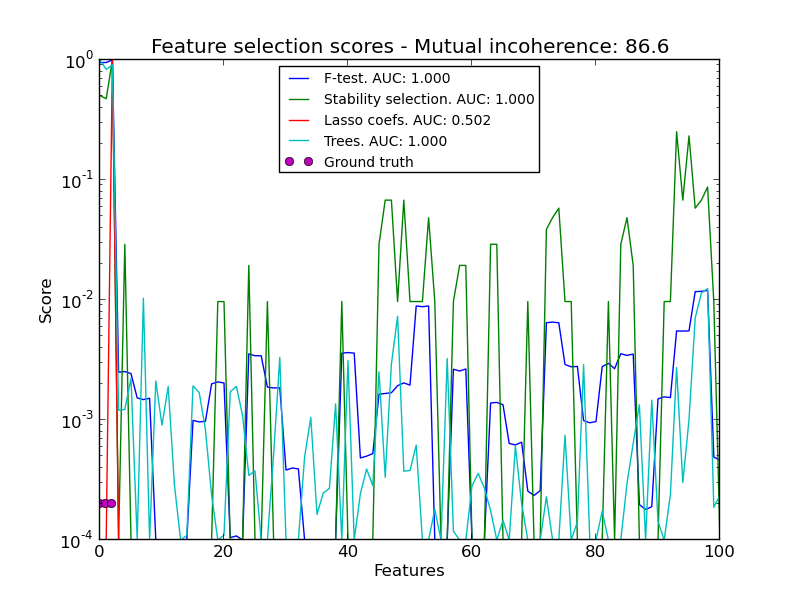 Feature selection scores - Mutual incoherence: 86.6
10^0
F-test. AUC: 1.000
Stability selection. AUC: 1.000
Lasso coefs. AUC: 0.502
Trees. AUC: 1.000
Ground truth
10^-1
10^-2
10^-3
10^-4
Score
0 20 40 60 80 100
Features